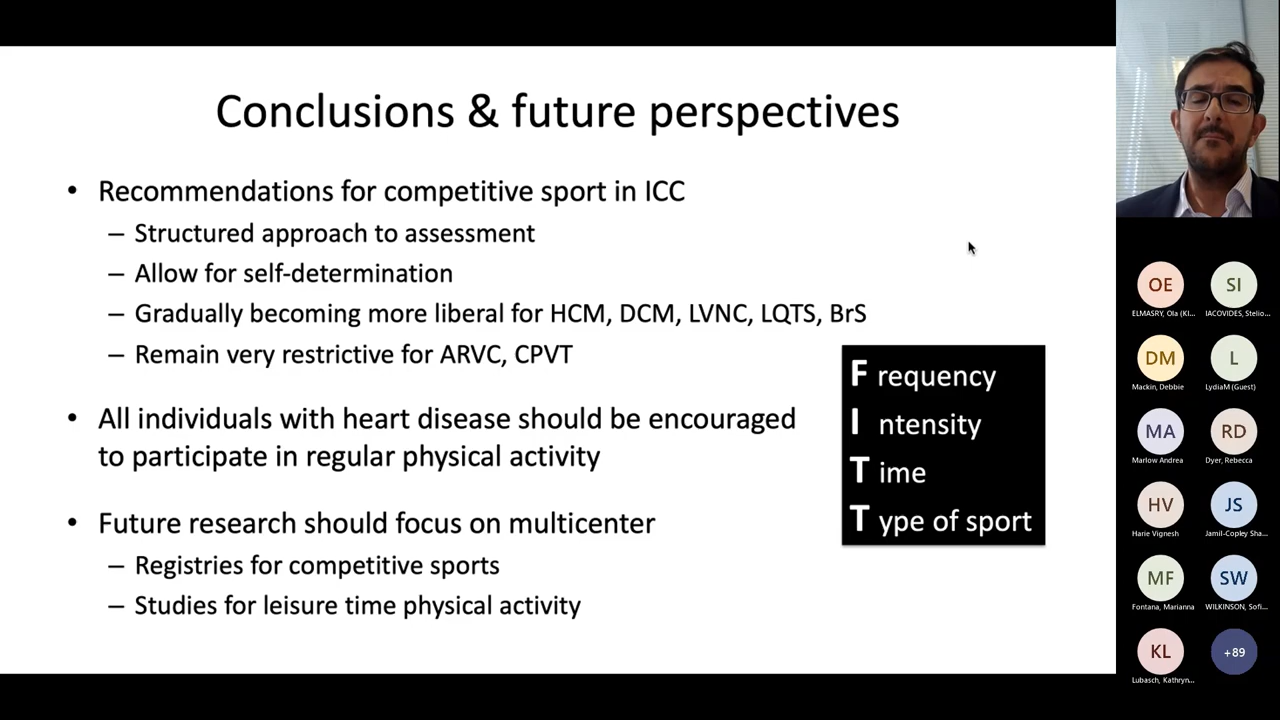 Conclusions & future perspectives
• Recommendations for competitive sport in ICC
– Structured approach to assessment
– Allow for self-determination
– Gradually becoming more liberal for HCM, DCM, LVNC, LQTS, BrS
– Remain very restrictive for ARVC, CPVT
• All individuals with heart disease should be encouraged
to participate in regular physical activity
• Future research should focus on multicenter
– Registries for competitive sports
– Studies for leisure time physical activity
F requency
I ntensity
T ime
T ype of sport
OE
ELMASRY, Ola (KI...
SI
IACOVIDES, Stelio...
DM
Mackin, Debbie
L
LydiaM (Guest)
MA
Marlow Andrea
RD
Dyer, Rebecca
HV
Harie Vignesh
JS
Jamil-Copley Sha...
MF
Fontana, Marianna
SW
WILKINSON, Sofi...
KL
Lubasch, Kathryn...
+89